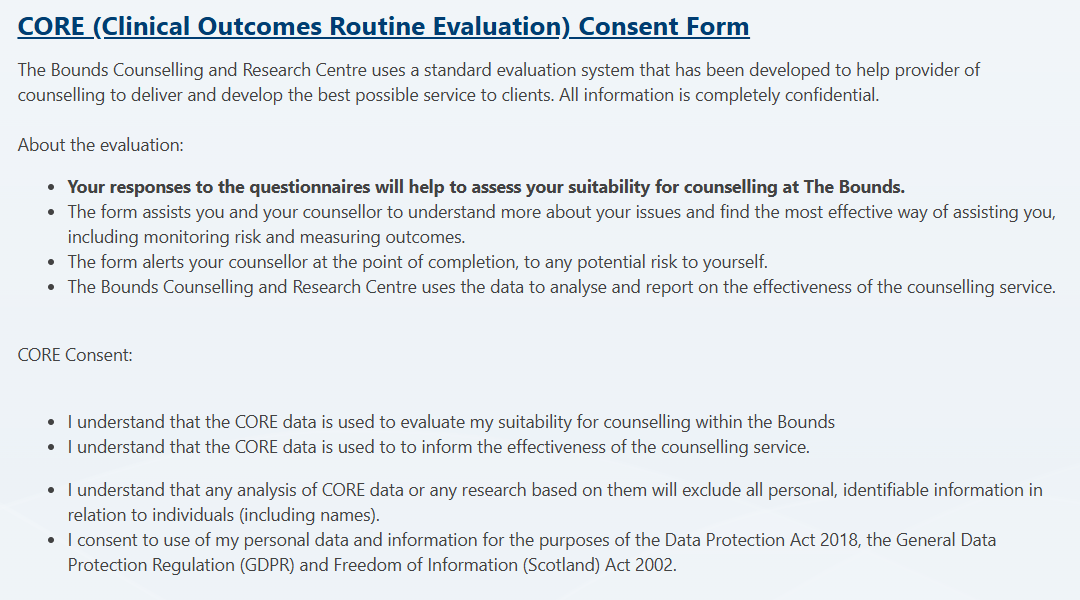 CORE (Clinical Outcomes Routine Evaluation) Consent Form
The Bounds Counselling and Research Centre uses a standard evaluation system that has been developed to help provider of
counselling to deliver and develop the best possible service to clients. All information is completely confidential.
About the evaluation:
• Your responses to the questionnaires will help to assess your suitability for counselling at The Bounds.
• The form assists you and your counsellor to understand more about your issues and find the most effective way of assisting you,
including monitoring risk and measuring outcomes.
• The form alerts your counsellor at the point of completion, to any potential risk to yourself.
• The Bounds Counselling and Research Centre uses the data to analyse and report on the effectiveness of the counselling service.
CORE Consent:
• I understand that the CORE data is used to evaluate my suitability for counselling within the Bounds
• I understand that the CORE data is used to to inform the effectiveness of the counselling service.
• I understand that any analysis of CORE data or any research based on them will exclude all personal, identifiable information in
relation to individuals (including names).
• I consent to use of my personal data and information for the purposes of the Data Protection Act 2018, the General Data
Protection Regulation (GDPR) and Freedom of Information (Scotland) Act 2002.